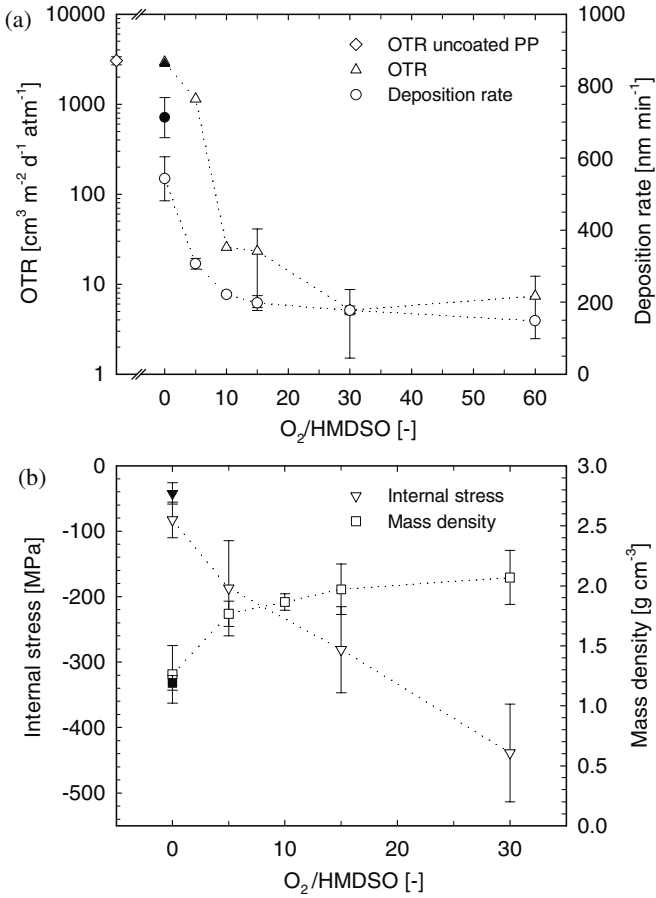 (a)
OTR uncoated PP
OTR
Deposition rate
1000
100
10
1
OTR [cm³ m⁻² d⁻¹ atm⁻¹]
1000
800
600
400
200
0
Deposition rate [nm min⁻¹]
0 10 20 30 40 50 60
O₂/HMDSO [-]
(b)
Internal stress
Mass density
0
-100
-200
-300
-400
-500
Internal stress [MPa]
3.0
2.5
2.0
1.5
1.0
0.5
0.0
Mass density [g cm⁻³]
0 10 20 30
O₂/HMDSO [-]